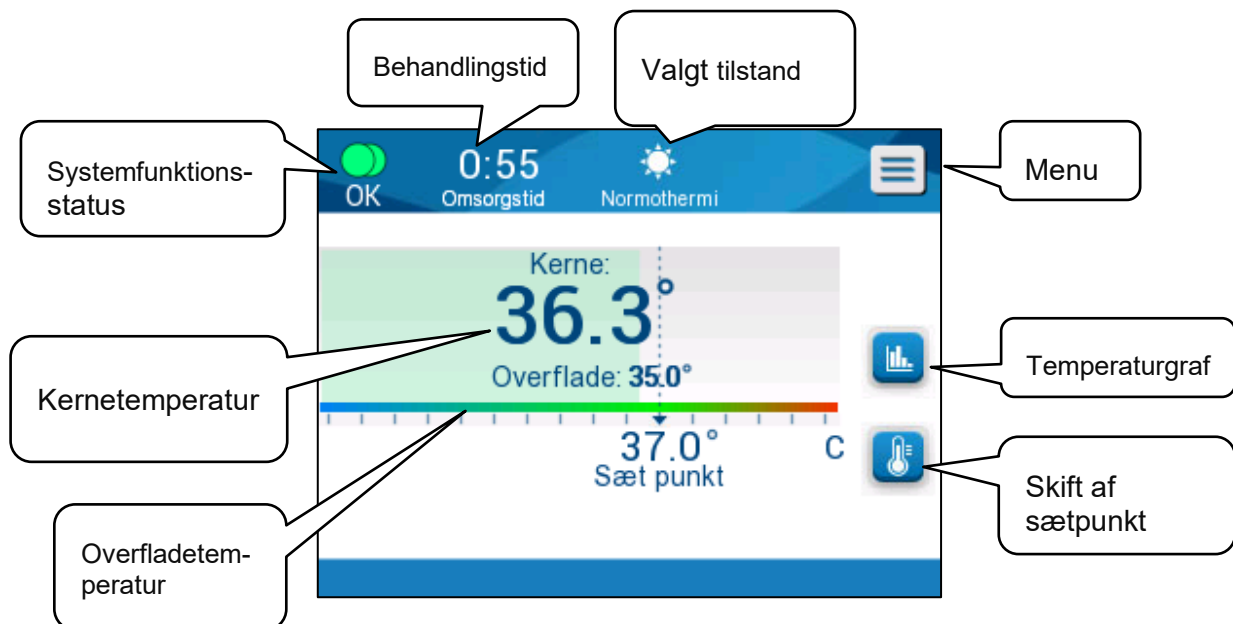 Behandlingstid
Valgt tilstand
Systemfunktions-
status
Menu
OK
0:55
Omsorgstid
Normothermi
Kerne:
36.3°
Overflade: 35.0°
Kernetemperatur
Temperaturgraf
37.0° C
Sæt punkt
Skift af
sætpunkt
Overfladetem-
peratur